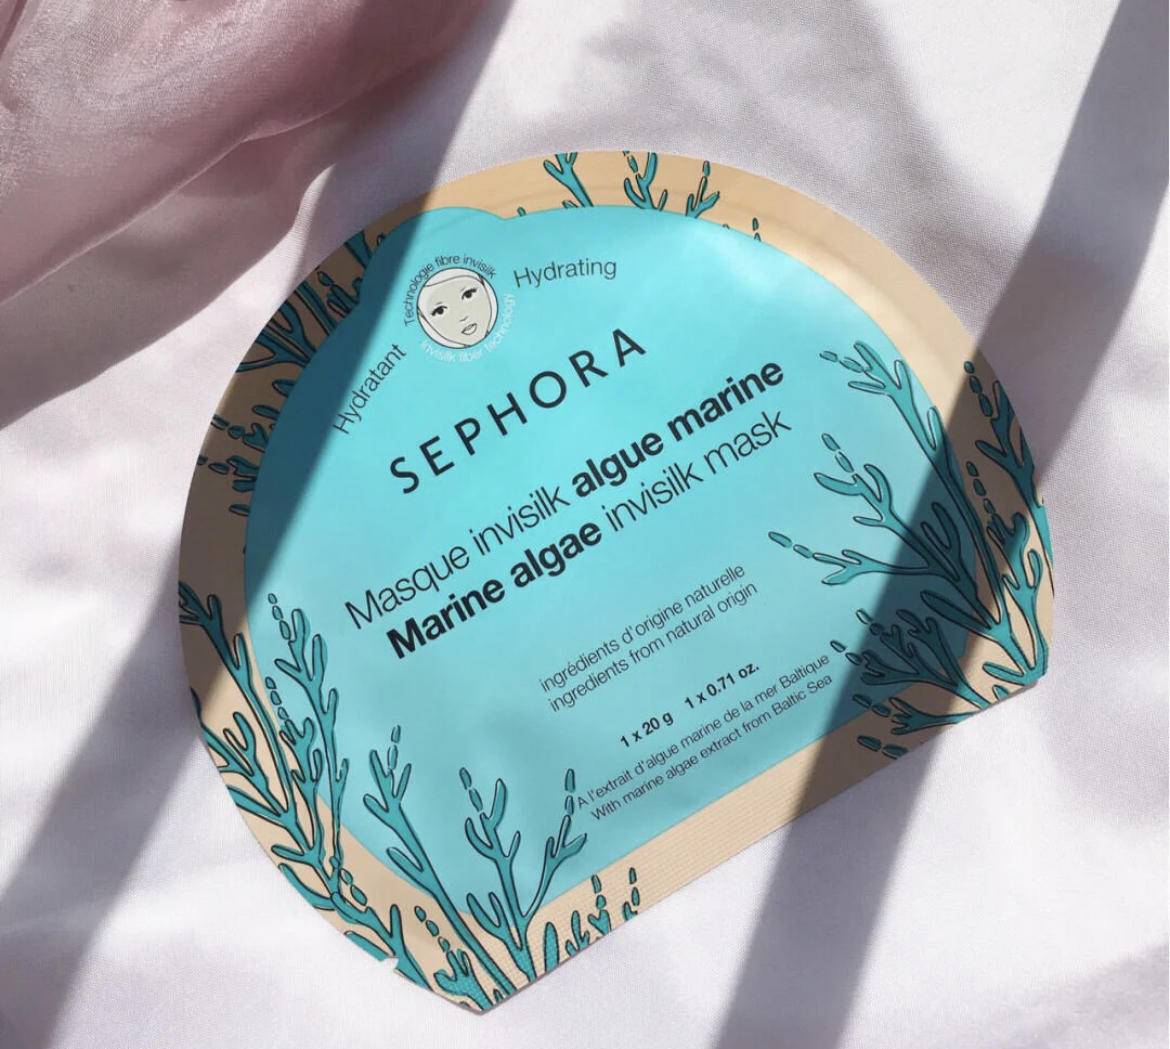 Technologie fibre invisilk
invisilk fiber technology
Hydratant
Hydrating
SEPHORA
Masque invisilk algue marine
Marine algae invisilk mask
ingrédients d'origine naturelle
ingredients from natural origin
1 x 20 g 1 x 0.71 oz.
A l'extrait d'algue marine de la mer Baltique
With marine algae extract from Baltic Sea